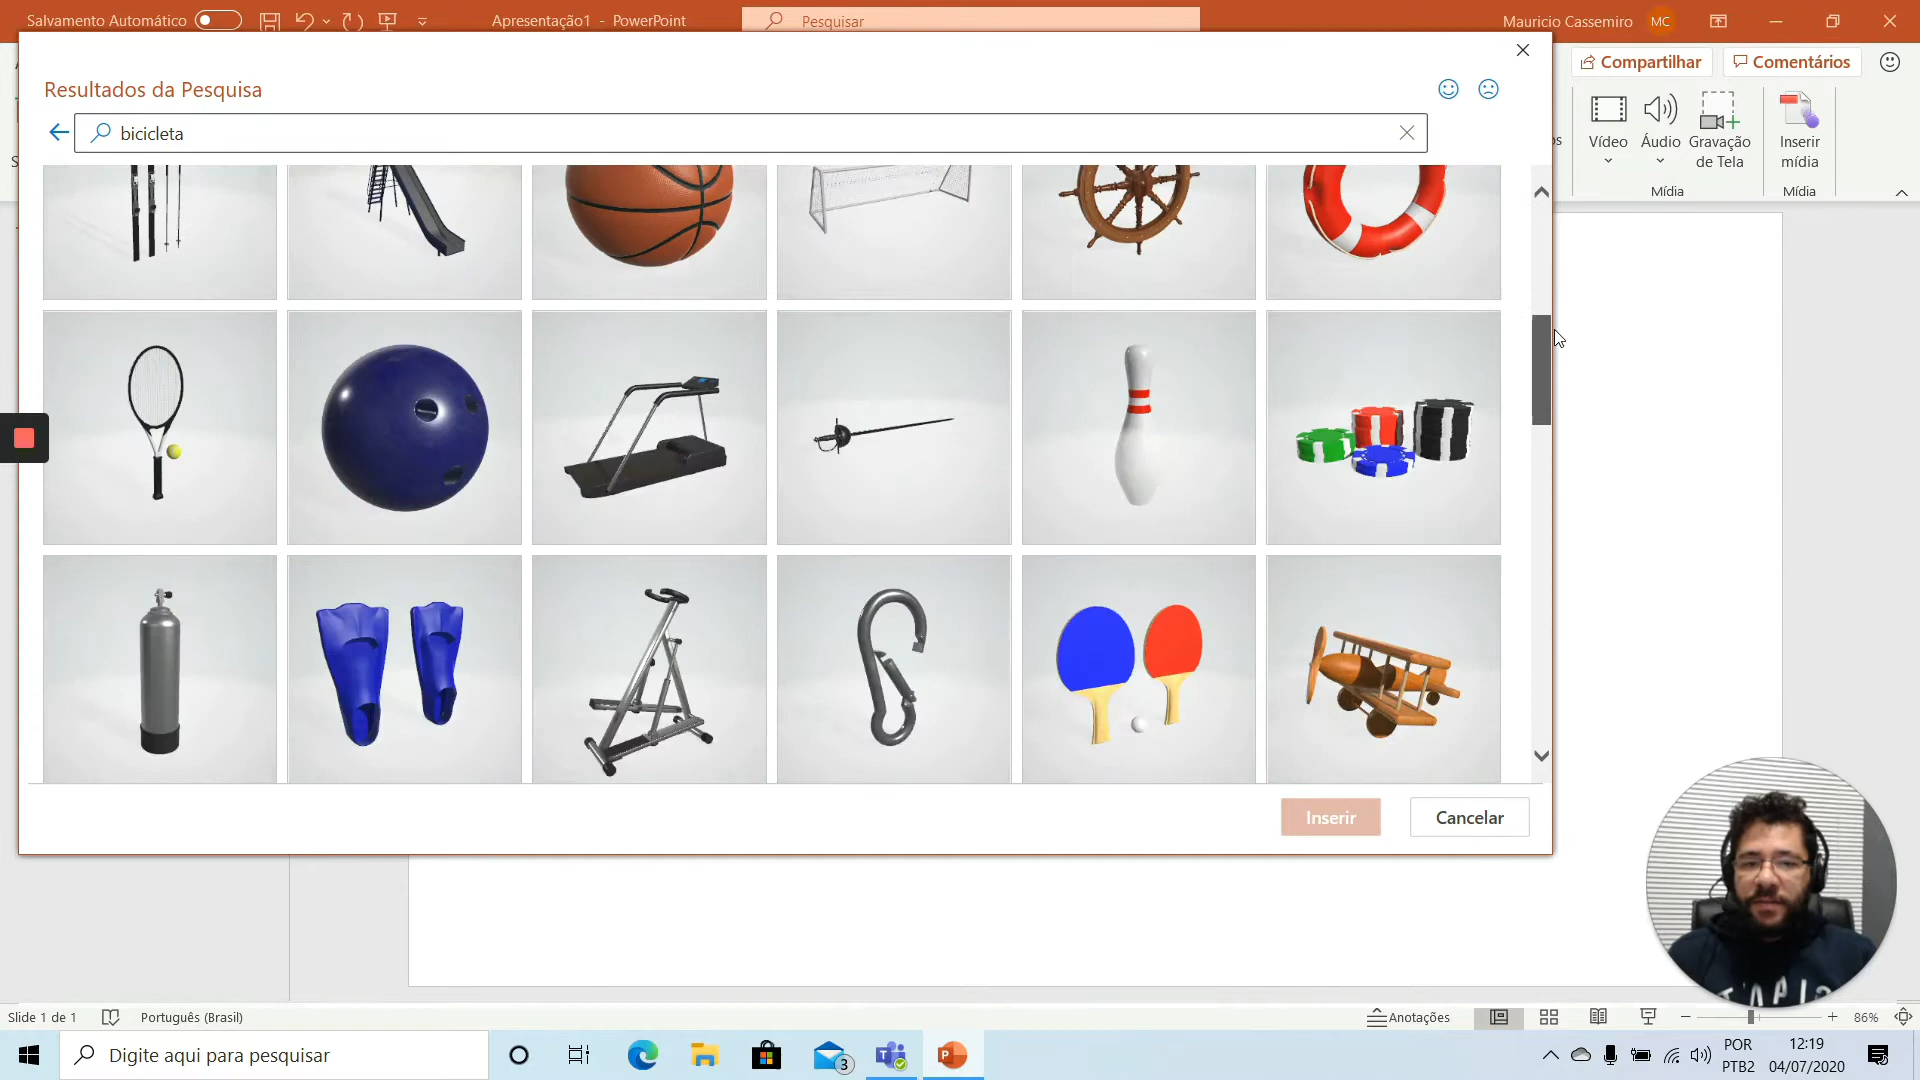 Salvamento Automático
Apresentação1 - PowerPoint
Pesquisar
Mauricio Cassemiro
MC
Compartilhar
Comentários
Resultados da Pesquisa
bicicleta
Vídeo
Áudio
Gravação
de Tela
Inserir
mídia
Mídia
Mídia
Inserir
Cancelar
Slide 1 de 1
Português (Brasil)
Anotações
86%
Digite aqui para pesquisar
3
POR
PTB2
12:19
04/07/2020